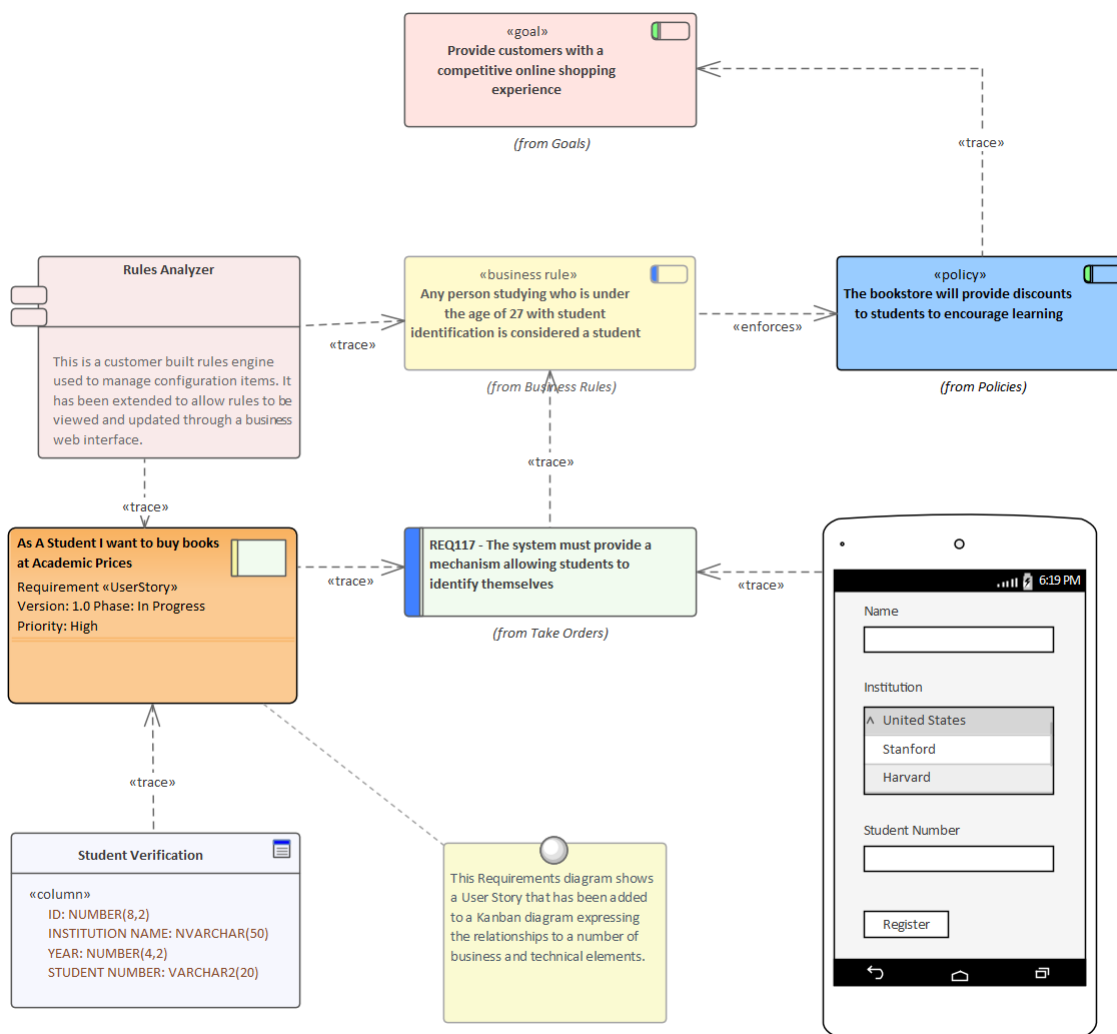 «goal»
Provide customers with a
competitive online shopping
experience
(from Goals)
«trace»
Rules Analyzer
This is a customer built rules engine
used to manage configuration items. It
has been extended to allow rules to be
viewed and updated through a business
web interface.
«trace»
«business rule»
Any person studying who is under
the age of 27 with student
identification is considered a student
(from Business Rules)
«enforces»
«policy»
The bookstore will provide discounts
to students to encourage learning
(from Policies)
«trace»
«trace»
As A Student I want to buy books
at Academic Prices
Requirement «UserStory»
Version: 1.0 Phase: In Progress
Priority: High
«trace»
REQ117 - The system must provide a
mechanism allowing students to
identify themselves
(from Take Orders)
«trace»
6:19 PM
Name
Institution
United States
Stanford
Harvard
Student Number
Register
«trace»
Student Verification
«column»
ID: NUMBER(8,2)
INSTITUTION NAME: NVARCHAR(50)
YEAR: NUMBER(4,2)
STUDENT NUMBER: VARCHAR2(20)
This Requirements diagram shows
a User Story that has been added
to a Kanban diagram expressing
the relationships to a number of
business and technical elements.